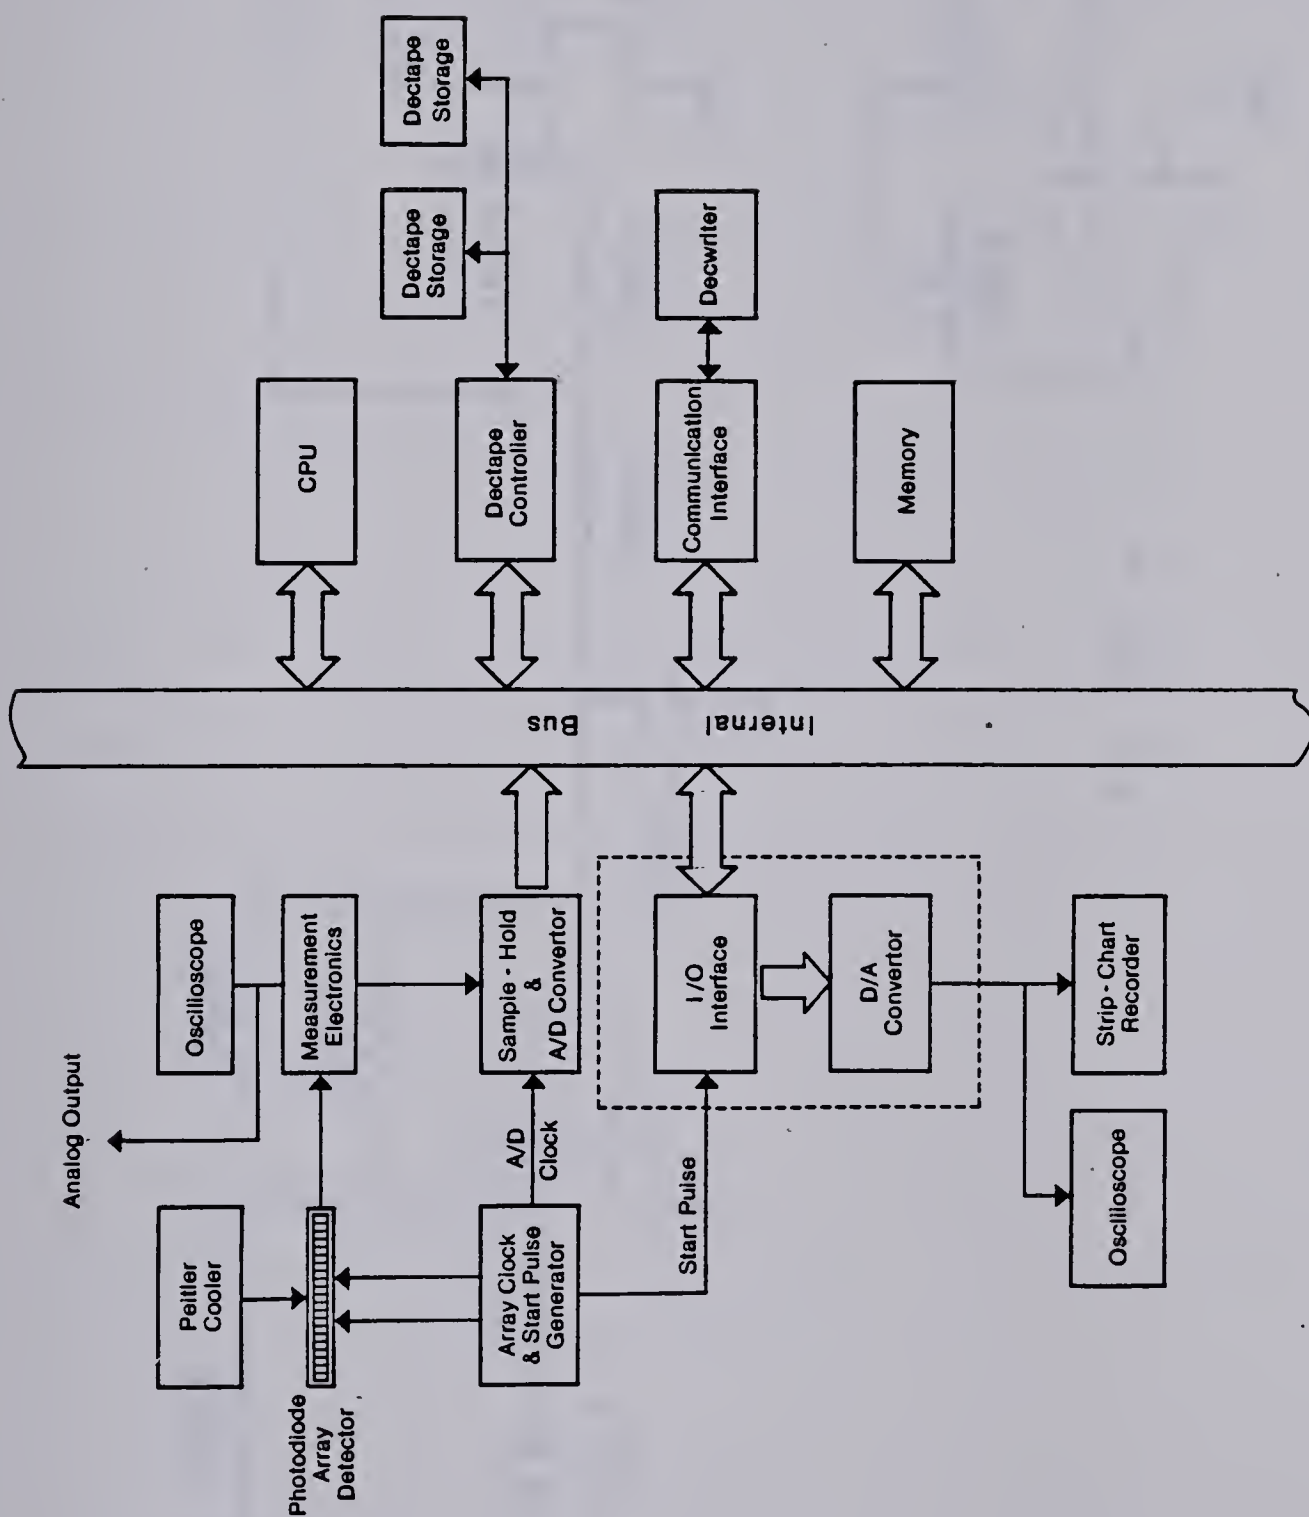 Dectape
Storage
Dectape
Storage
CPU
Dectape
Controller
Decwriter
Communication
Interface
Memory
Internal
Bus
Analog Output
Oscilloscope
Measurement
Electronics
Sample - Hold
&
A/D Convertor
I/O
Interface
D/A
Convertor
Strip - Chart
Recorder
Peitler
Cooler
Photodiode
Array
Detector
Array Clock
& Start Pulse
Generator
A/D
Clock
Start Pulse
Oscilloscope